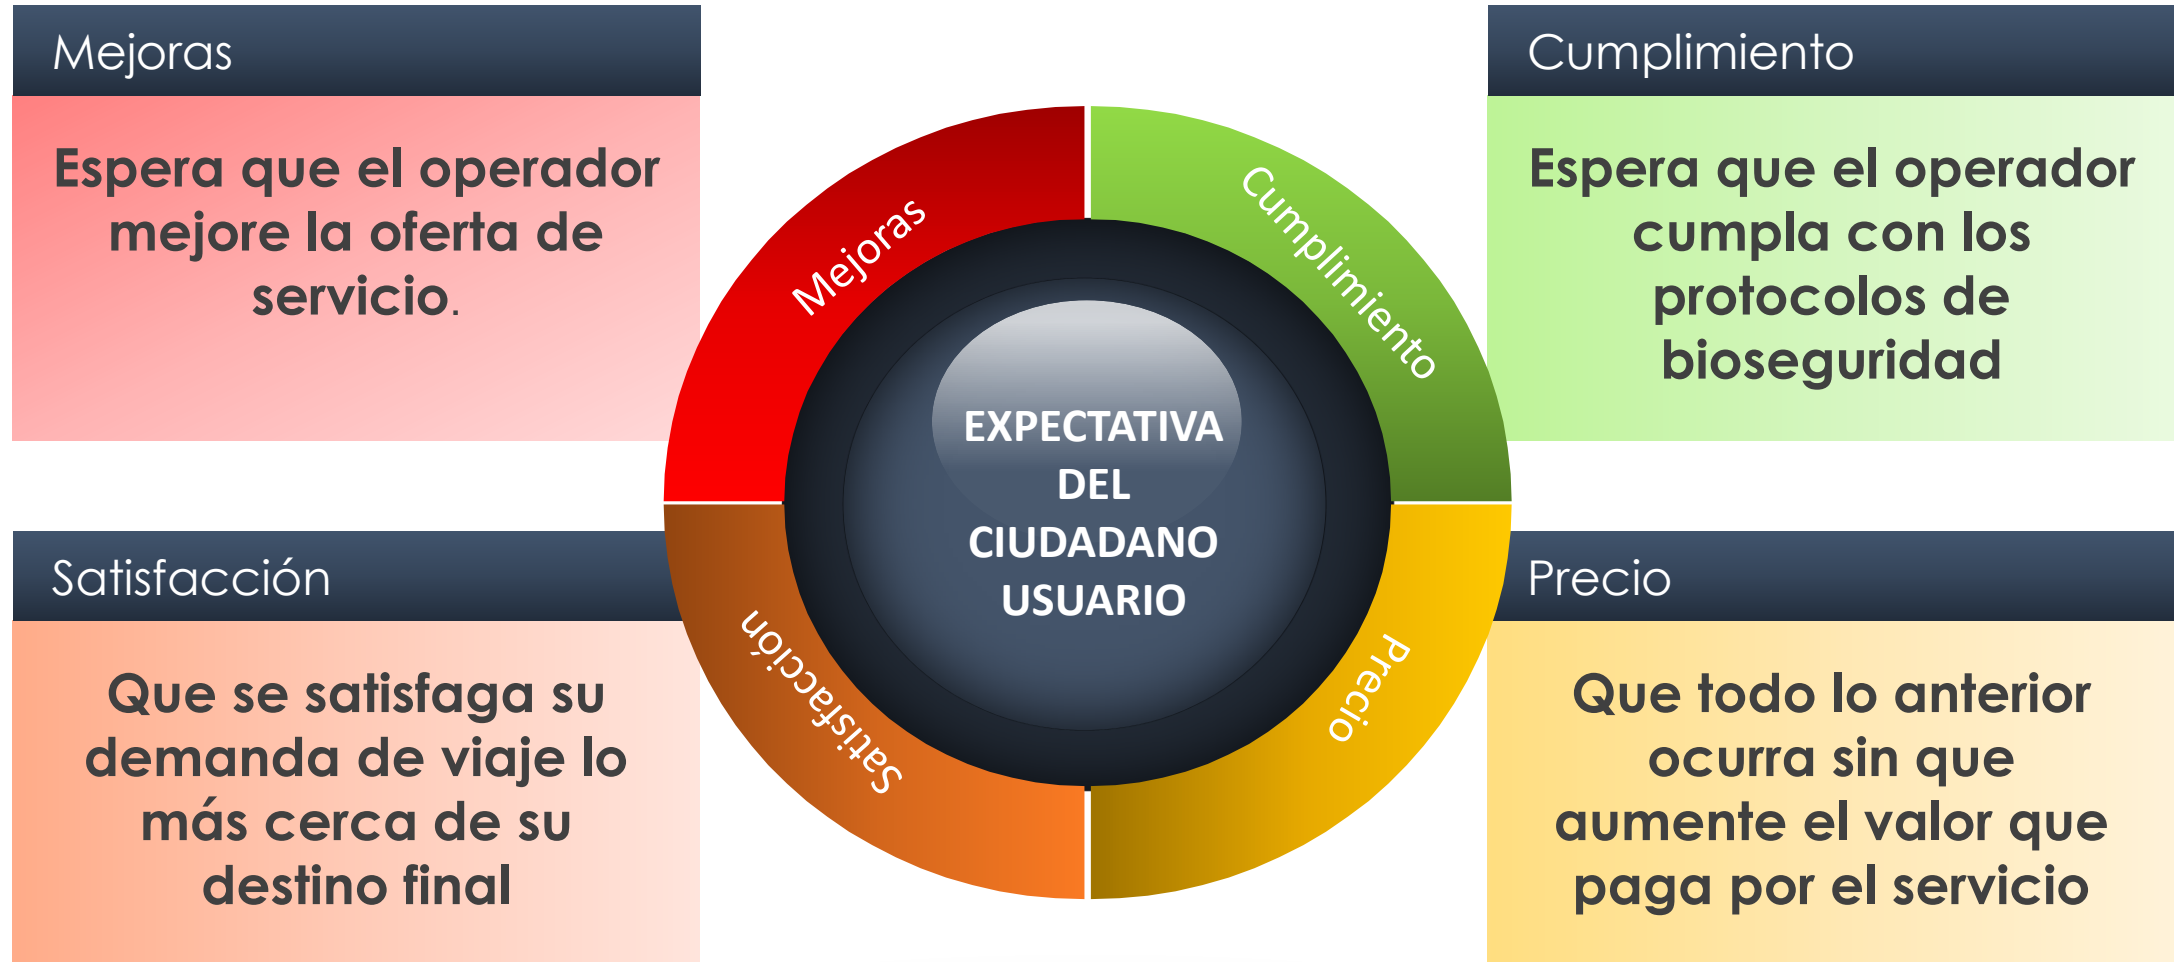 Mejoras
Espera que el operador
mejore la oferta de
servicio.
Cumplimiento
Espera que el operador
cumpla con los
protocolos de
bioseguridad
Mejoras
Cumplimiento
EXPECTATIVA
DEL
CIUDADANO
USUARIO
Satisfacción
Precio
Satisfacción
Que se satisfaga su
demanda de viaje lo
más cerca de su
destino final
Precio
Que todo lo anterior
ocurra sin que
aumente el valor que
paga por el servicio